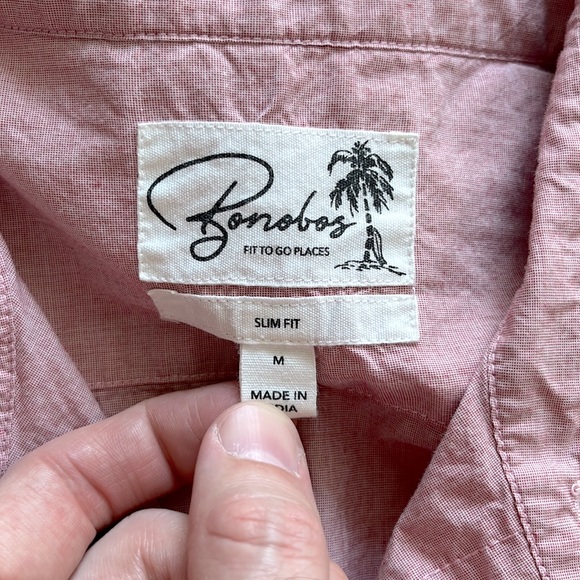 Bonobos
FIT TO GO PLACES
SLIM FIT
M
MADE IN